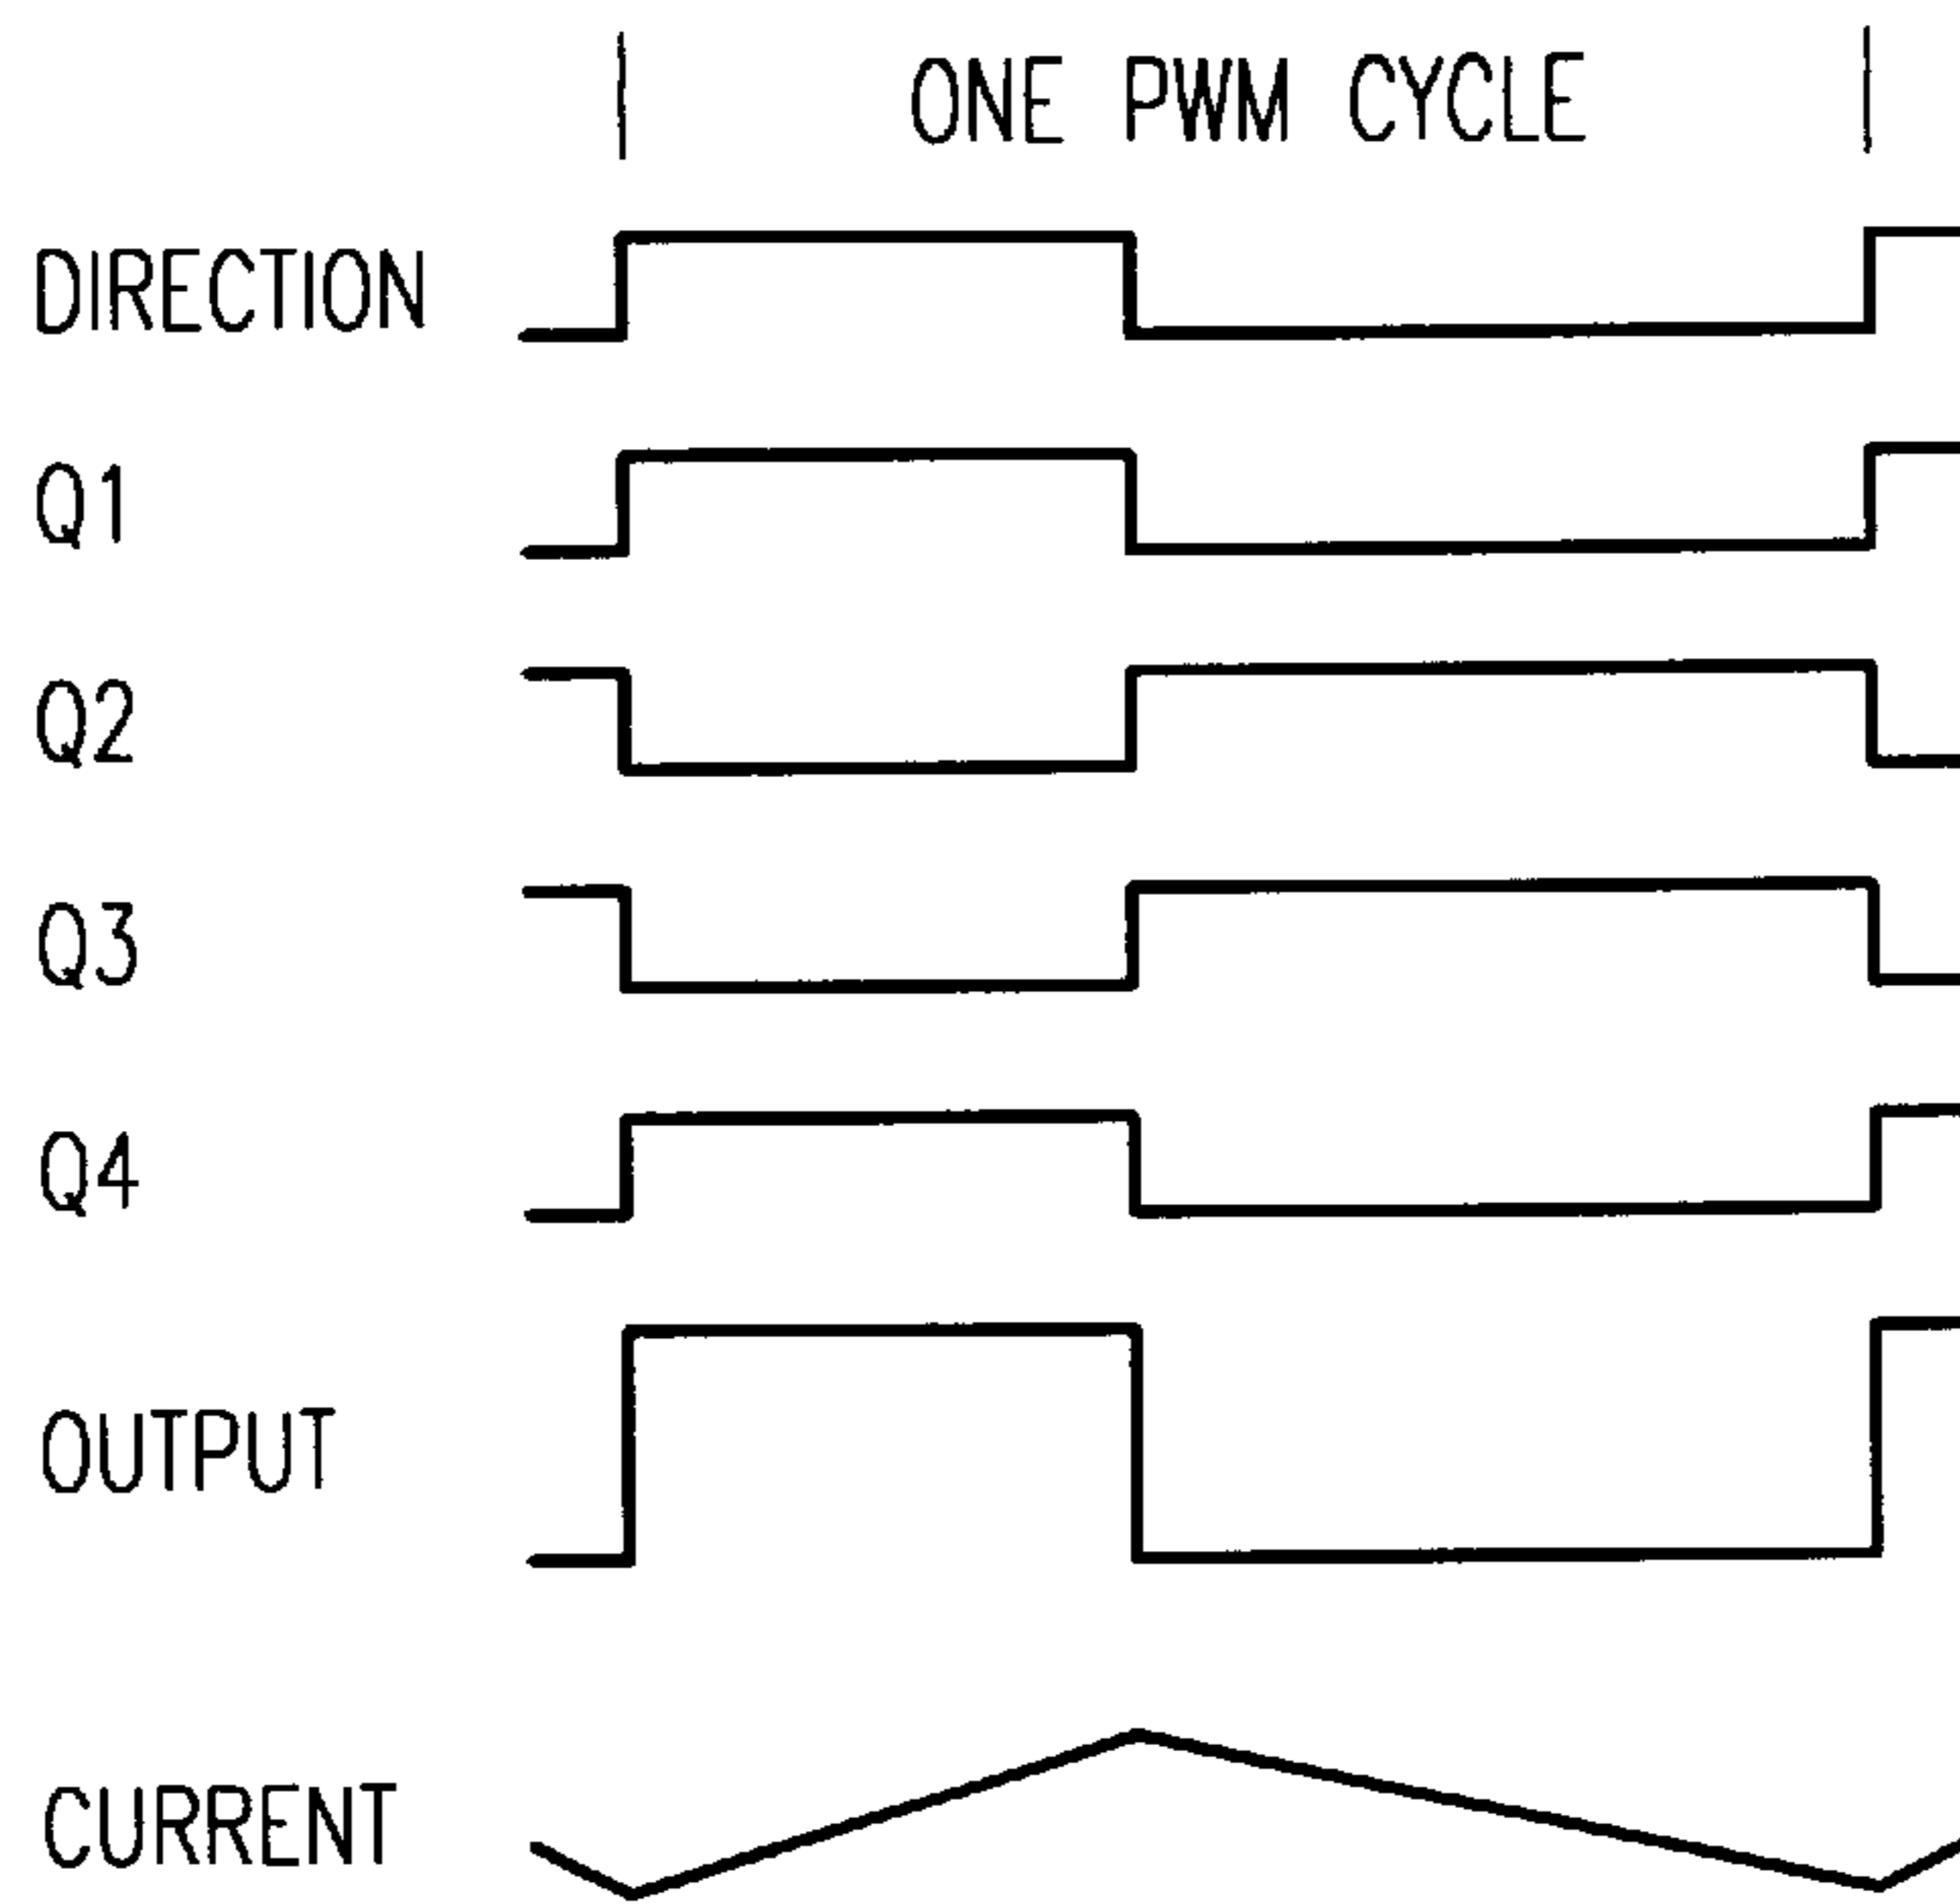 ONE PWM CYCLE
DIRECTION
Q1
Q2
Q3
Q4
OUTPUT
CURRENT